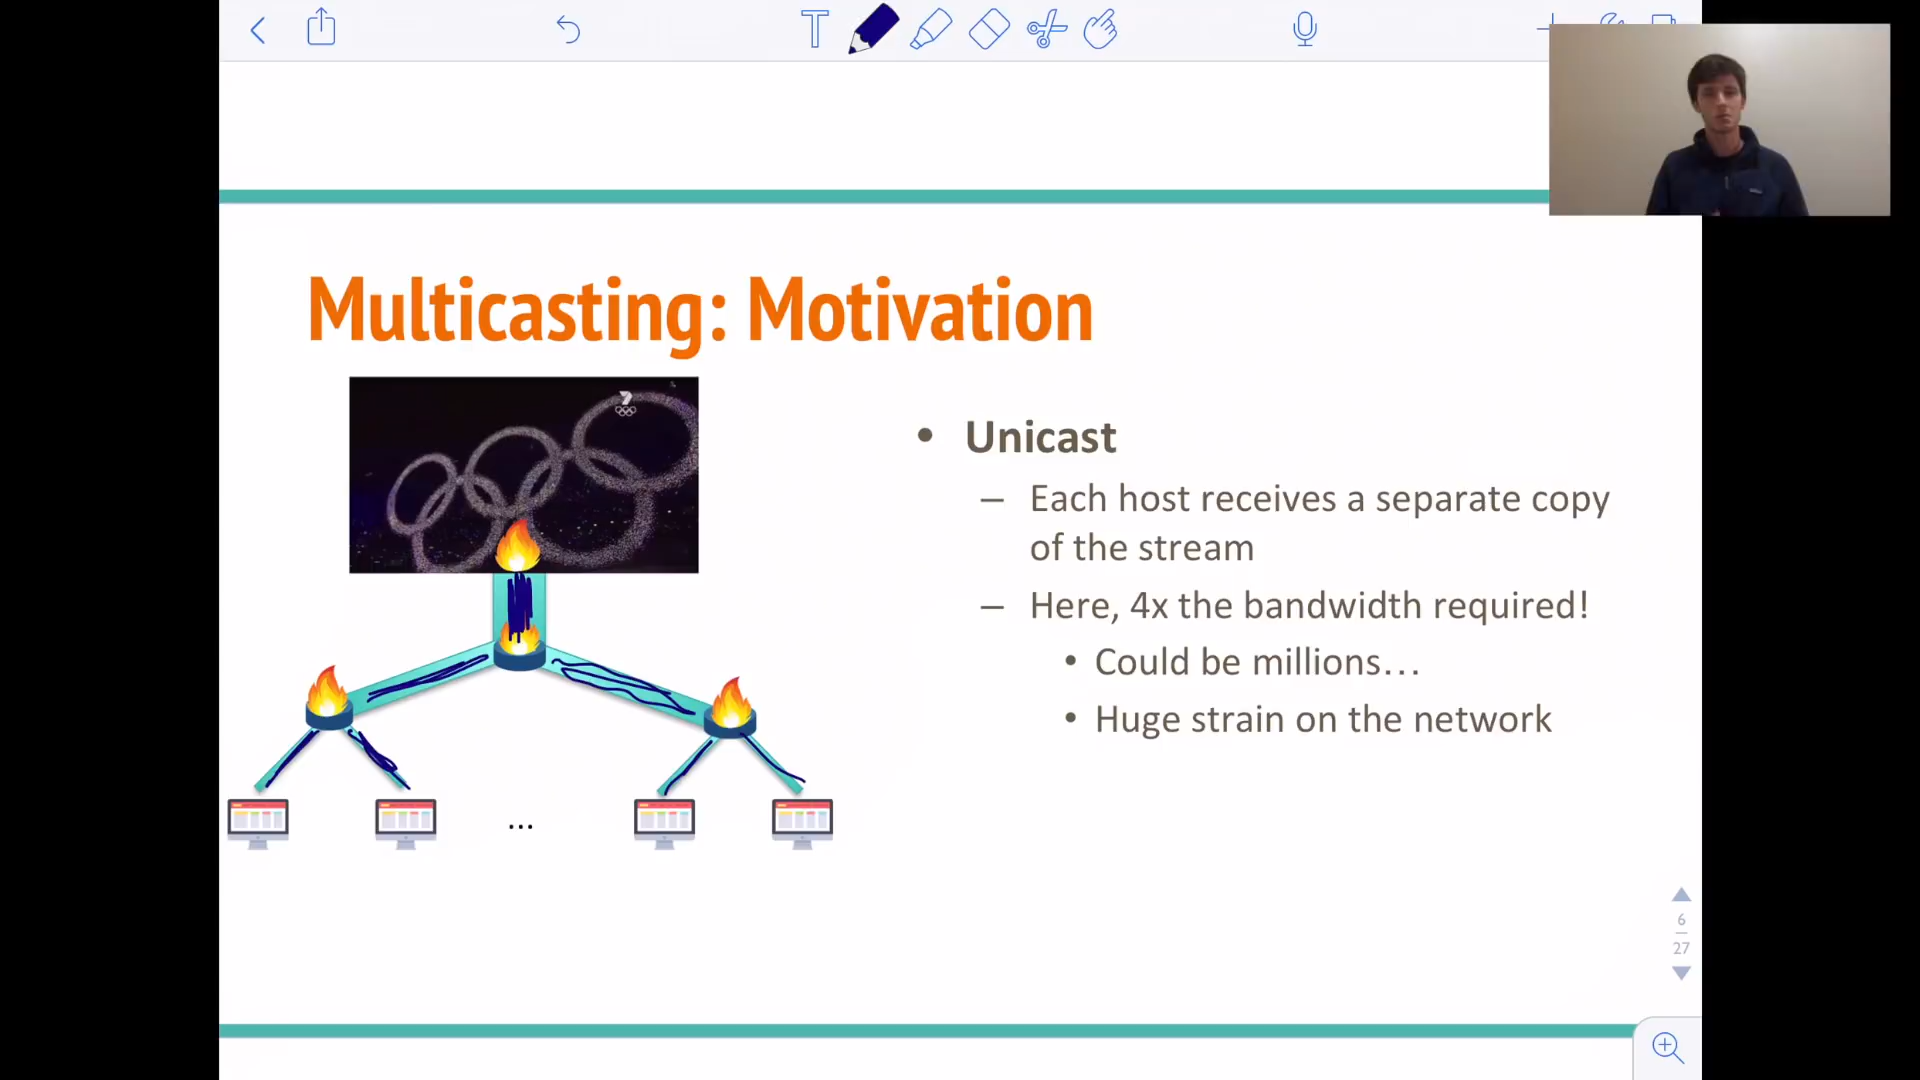 T
Multicasting: Motivation
7
• Unicast
– Each host receives a separate copy
of the stream
– Here, 4x the bandwidth required!
• Could be millions...
• Huge strain on the network
...
6
27